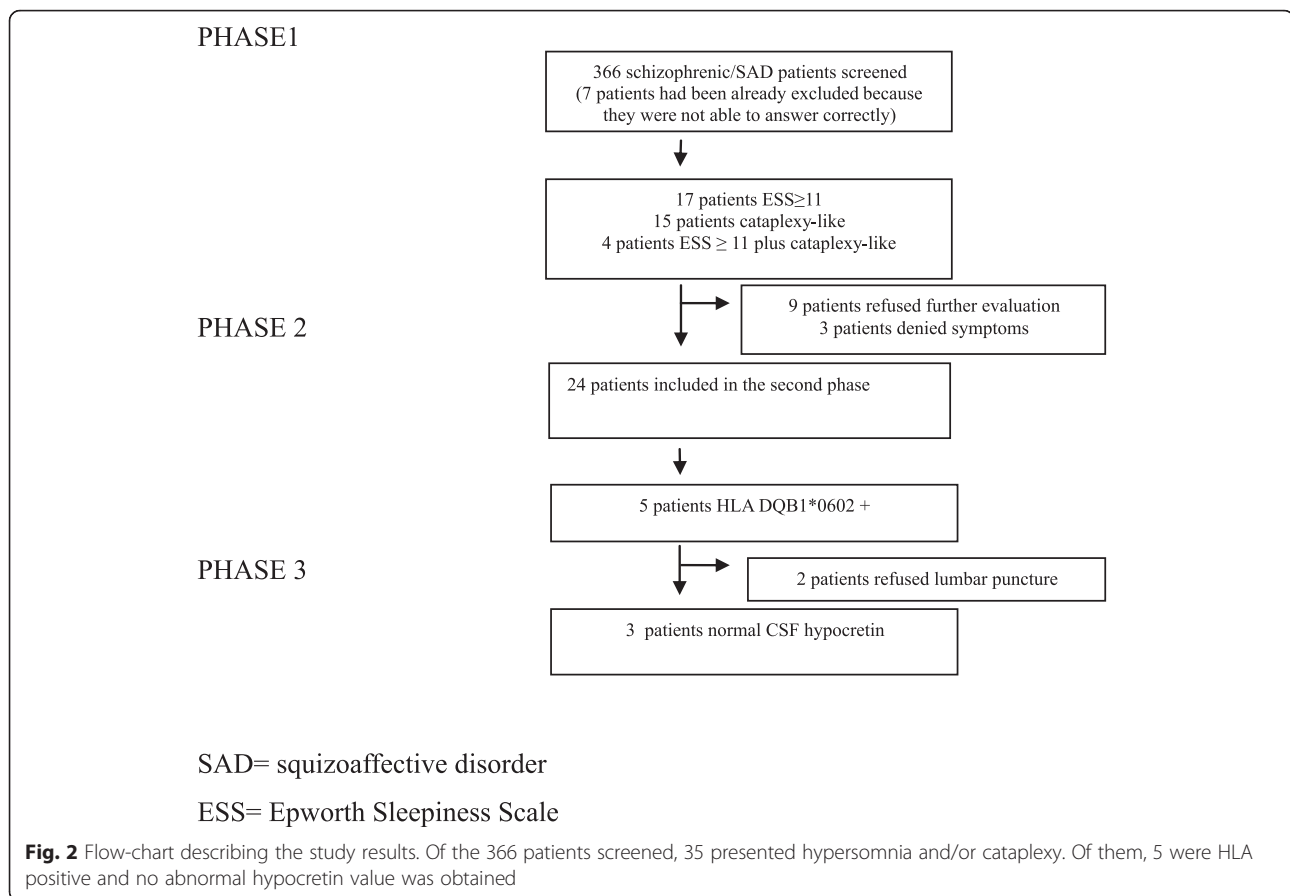 PHASE1
366 schizophrenic/SAD patients screened
(7 patients had been already excluded because
they were not able to answer correctly)
17 patients ESS≥11
15 patients cataplexy-like
4 patients ESS ≥ 11 plus cataplexy-like
9 patients refused further evaluation
3 patients denied symptoms
PHASE 2
24 patients included in the second phase
5 patients HLA DQB1*0602 +
PHASE 3
2 patients refused lumbar puncture
3 patients normal CSF hypocretin
SAD= squizoaffective disorder
ESS= Epworth Sleepiness Scale
Fig. 2 Flow-chart describing the study results. Of the 366 patients screened, 35 presented hypersomnia and/or cataplexy. Of them, 5 were HLA
positive and no abnormal hypocretin value was obtained